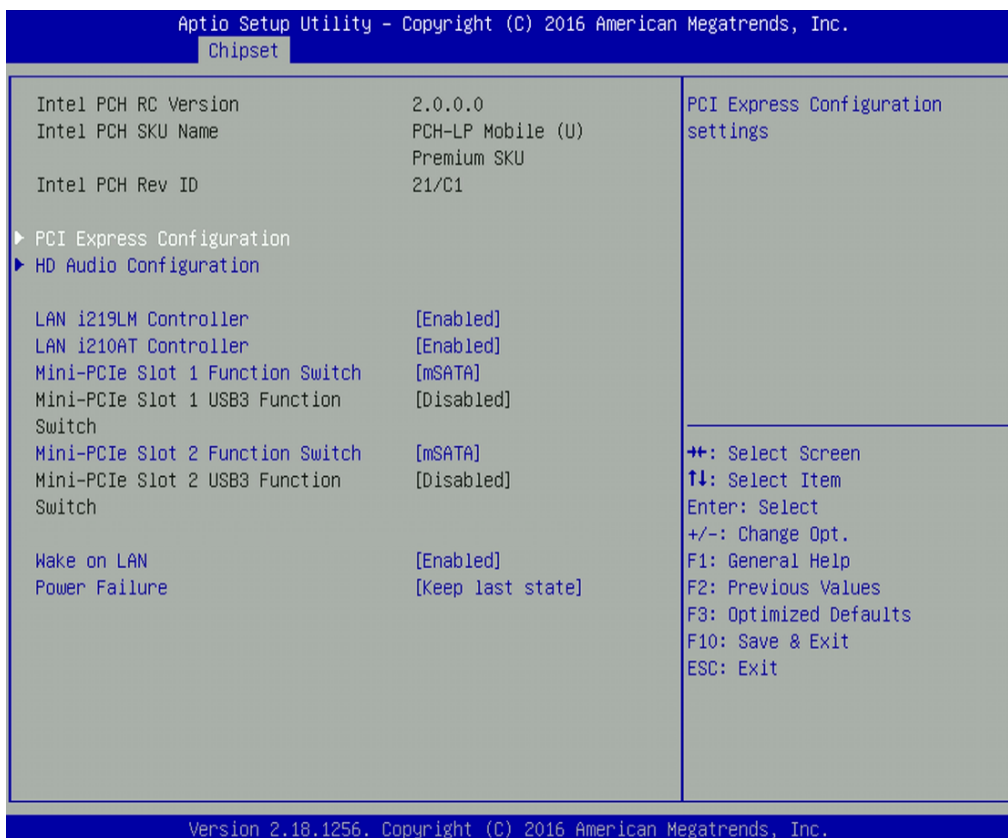 Aptio Setup Utility – Copyright (C) 2016 American Megatrends, Inc.
Chipset
Intel PCH RC Version 2.0.0.0
Intel PCH SKU Name PCH-LP Mobile (U)
Premium SKU
Intel PCH Rev ID 21/C1
PCI Express Configuration
HD Audio Configuration
LAN i219LM Controller [Enabled]
LAN i210AT Controller [Enabled]
Mini-PCIe Slot 1 Function Switch [mSATA]
Mini-PCIe Slot 1 USB3 Function [Disabled]
Switch
Mini-PCIe Slot 2 Function Switch [mSATA]
Mini-PCIe Slot 2 USB3 Function [Disabled]
Switch
Wake on LAN [Enabled]
Power Failure [Keep last state]
PCI Express Configuration
settings
→←: Select Screen
↑↓: Select Item
Enter: Select
+/-: Change Opt.
F1: General Help
F2: Previous Values
F3: Optimized Defaults
F10: Save & Exit
ESC: Exit
Version 2.18.1256. Copyright (C) 2016 American Megatrends, Inc.